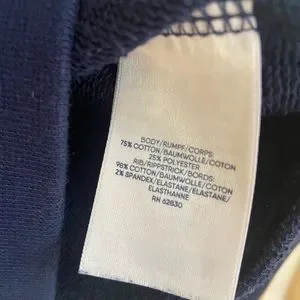 BODY/RUMPF/CORPS:
75% COTTON/BAUMWOLLE/COTON
25% POLYESTER
RIB/RIPPSTRICK/BORDS:
98% COTTON/BAUMWOLLE/COTON
2% SPANDEX/ELASTANE/ELASTANE/
ELASTHANNE
RN 62830